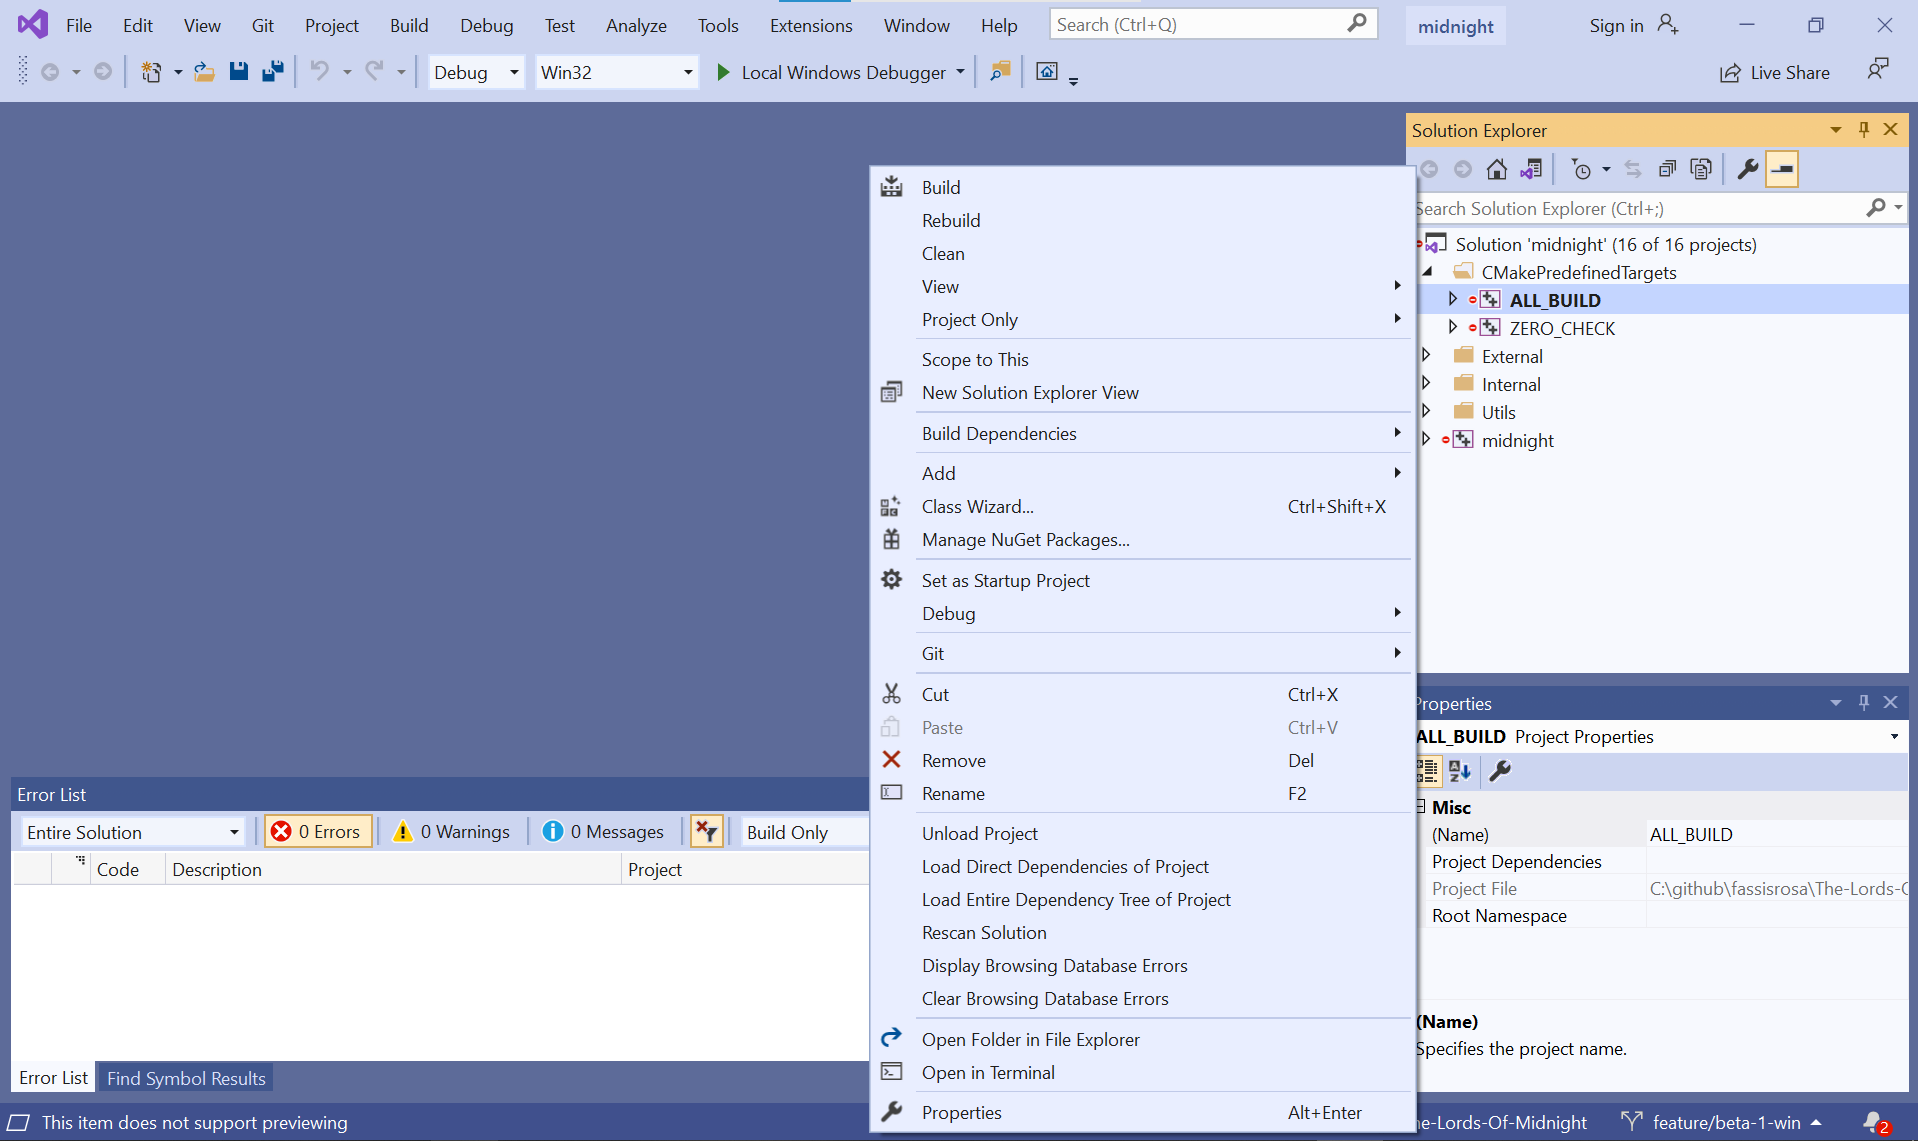 File Edit View Git Project Build Debug Test Analyze Tools Extensions Window Help Search (Ctrl+Q) midnight Sign in
Debug Win32 Local Windows Debugger Live Share
Solution Explorer
Search Solution Explorer (Ctrl+;)
Solution 'midnight' (16 of 16 projects)
CMakePredefinedTargets
ALL_BUILD
ZERO_CHECK
External
Internal
Utils
midnight
Build
Rebuild
Clean
View
Project Only
Scope to This
New Solution Explorer View
Build Dependencies
Add
Class Wizard... Ctrl+Shift+X
Manage NuGet Packages...
Set as Startup Project
Debug
Git
Cut Ctrl+X
Paste Ctrl+V
Remove Del
Rename F2
Unload Project
Load Direct Dependencies of Project
Load Entire Dependency Tree of Project
Rescan Solution
Display Browsing Database Errors
Clear Browsing Database Errors
Open Folder in File Explorer
Open in Terminal
Properties Alt+Enter
Properties
ALL_BUILD Project Properties
Misc
(Name) ALL_BUILD
Project Dependencies
Project File C:\github\fassisrosa\The-Lords-
Root Namespace
(Name)
Specifies the project name.
Error List
Entire Solution 0 Errors 0 Warnings 0 Messages Build Only
Code Description Project
Error List Find Symbol Results
This item does not support previewing
e-Lords-Of-Midnight feature/beta-1-win 2